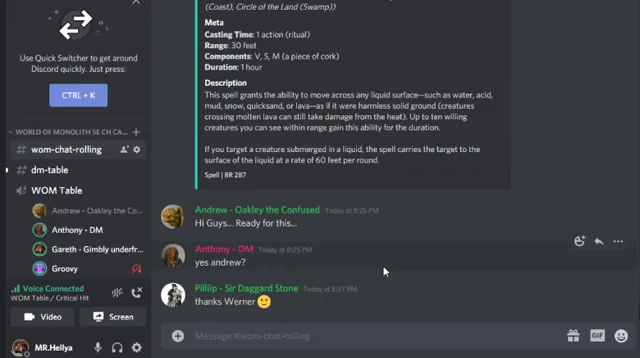 Use Quick Switcher to get around
Discord quickly. Just press:
CTRL + K
WORLD OF MONOLITH SE CH CA...
wom-chat-rolling
dm-table
WOM Table
Andrew - Oakley the Co...
Anthony - DM
Gareth - Gimbly underfr...
Groovy
Voice Connected
WOM Table / Critical Hit
Video
Screen
MR.Hellya
(Coast), Circle of the Land (Swamp))
Meta
Casting Time: 1 action (ritual)
Range: 30 feet
Components: V, S, M (a piece of cork)
Duration: 1 hour
Description
This spell grants the ability to move across any liquid surface--such as water, acid,
mud, snow, quicksand, or lava--as if it were harmless solid ground (creatures
crossing molten lava can still take damage from the heat). Up to ten willing
creatures you can see within range gain this ability for the duration.
If you target a creature submerged in a liquid, the spell carries the target to the
surface of the liquid at a rate of 60 feet per round.
Spell | BR 287
Andrew - Oakley the Confused Today at 8:25 PM
Hi Guys... Ready for this...
Anthony - DM Today at 8:25 PM
yes andrew?
Pilliip - Sir Daggard Stone Today at 8:27 PM
thanks Werner
Message #wom-chat-rolling
GIF